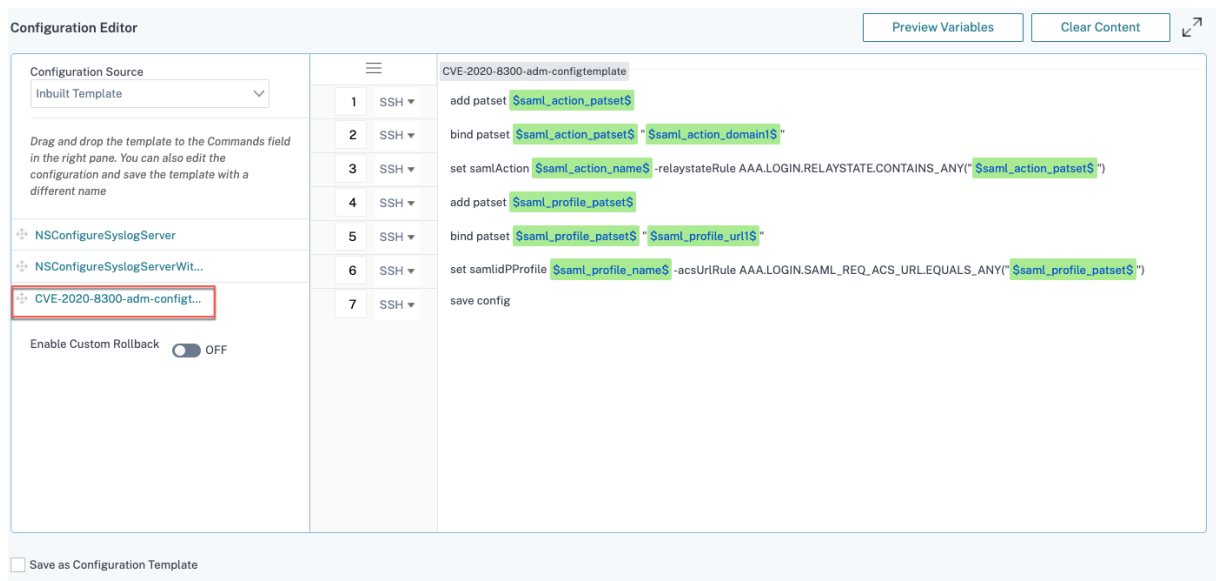 Configuration Editor
Preview Variables
Clear Content
Configuration Source
Inbuilt Template
Drag and drop the template to the Commands field
in the right pane. You can also edit the
configuration and save the template with a
different name
NSConfigureSyslogServer
NSConfigureSyslogServerWit...
CVE-2020-8300-adm-configt...
Enable Custom Rollback OFF
CVE-2020-8300-adm-configtemplate
1 SSH add patset $saml_action_patset$
2 SSH bind patset $saml_action_patset$ "$saml_action_domain1$"
3 SSH set samlAction $saml_action_name$ -relaystateRule AAA.LOGIN.RELAYSTATE.CONTAINS_ANY("$saml_action_patset$")
4 SSH add patset $saml_profile_patset$
5 SSH bind patset $saml_profile_patset$ "$saml_profile_url1$"
6 SSH set samlidPProfile $saml_profile_name$ -acsUrlRule AAA.LOGIN.SAML_REQ_ACS_URL.EQUALS_ANY("$saml_profile_patset$")
7 SSH save config
Save as Configuration Template